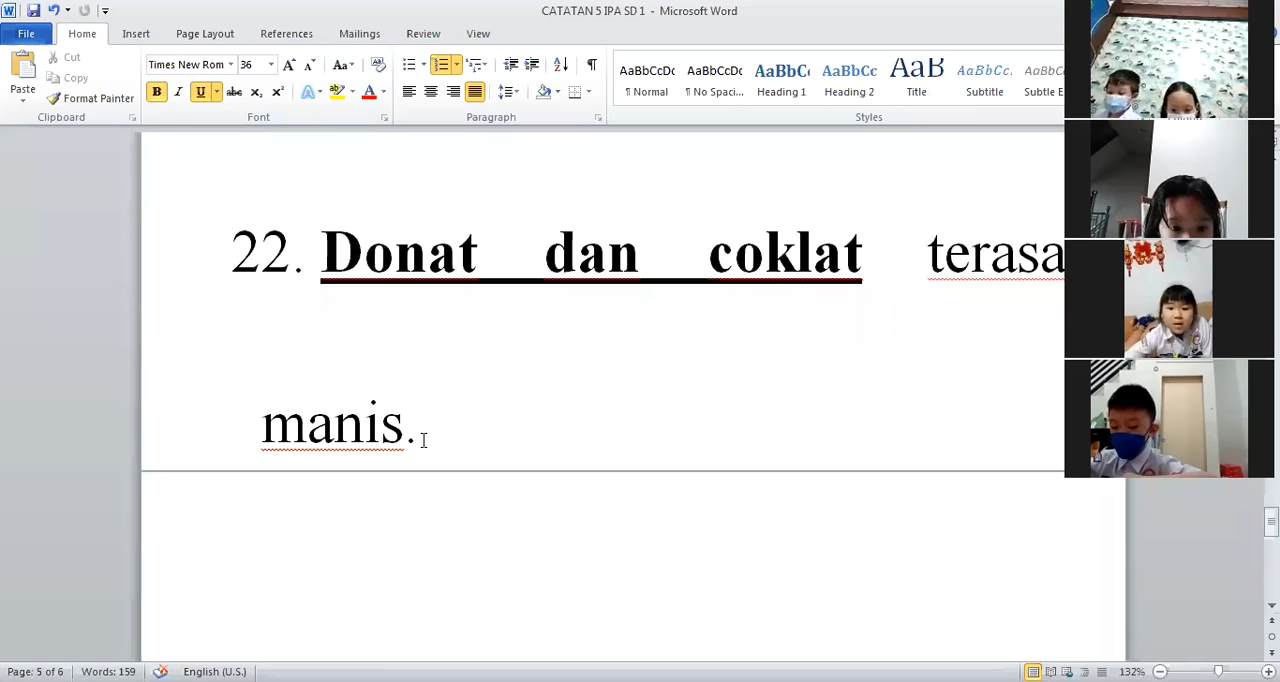 CATATAN 5 IPA SD 1 - Microsoft Word
File Home Insert Page Layout References Mailings Review View
Cut
Copy
Paste
Format Painter
Times New Rom 36
AaBbCcDc AaBbCcDc AaBbC AaBbCc AaB AaBbCc. AaBbCc
¶ Normal ¶ No Spaci... Heading 1 Heading 2 Title Subtitle Subtle E
Clipboard Font Paragraph Styles
22. Donat dan coklat terasa
manis.
Page: 5 of 6 Words: 159 English (U.S.) 132%